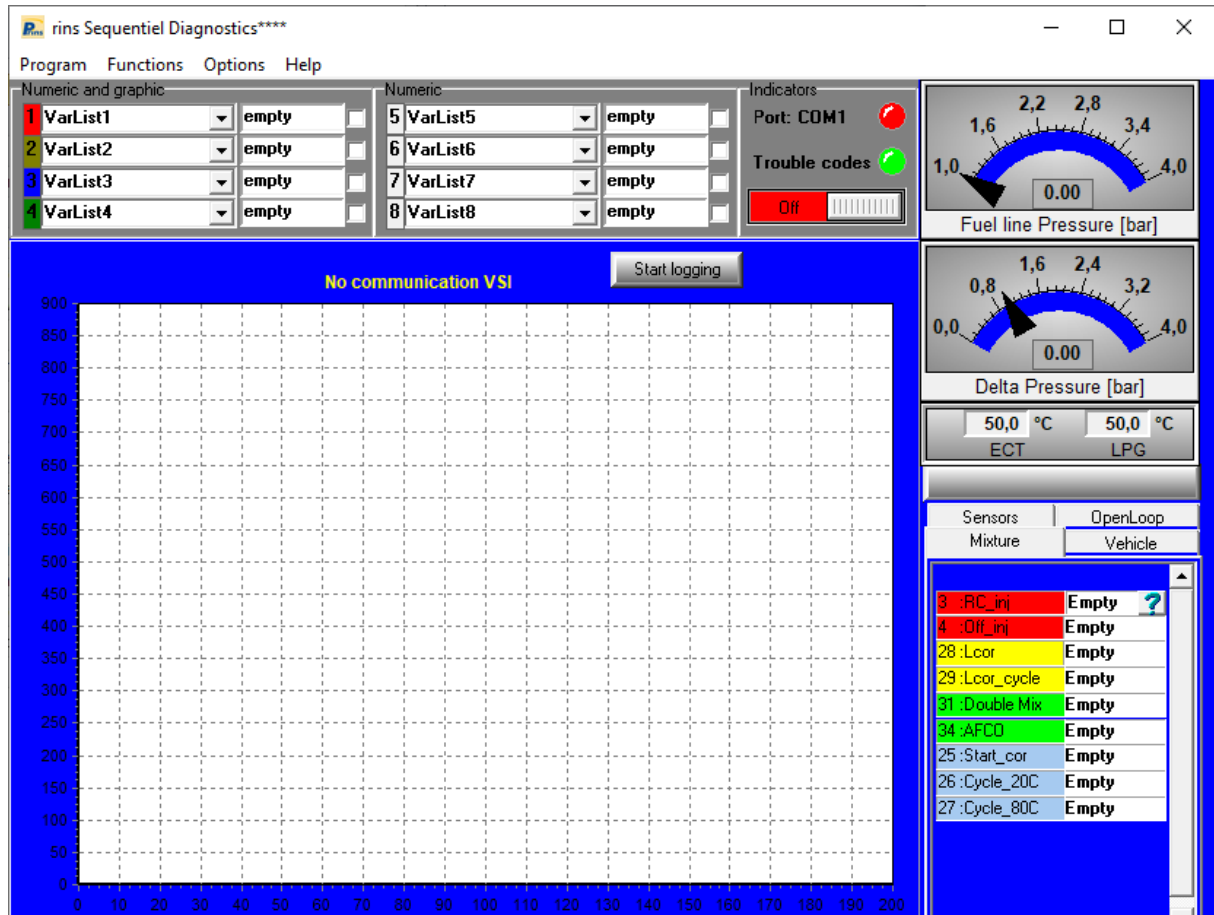 Prins rins Sequentiel Diagnostics****
Program Functions Options Help
Numeric and graphic Numeric Indicators
1 VarList1 empty 5 VarList5 empty Port: COM1
2 VarList2 empty 6 VarList6 empty Trouble codes
3 VarList3 empty 7 VarList7 empty
4 VarList4 empty 8 VarList8 empty Off
1,0 1,6 2,2 2,8 3,4 4,0
0.00
Fuel line Pressure [bar]
No communication VSI Start logging
0,0 0,8 1,6 2,4 3,2 4,0
0.00
Delta Pressure [bar]
50,0 °C 50,0 °C
ECT LPG
Sensors OpenLoop
Mixture Vehicle
3 :RC_inj Empty ?
4 :Off_inj Empty
28 :Lcor Empty
29 :Lcor_cycle Empty
31 :Double Mix Empty
34 :AFCO Empty
25 :Start_cor Empty
26 :Cycle_20C Empty
27 :Cycle_80C Empty
900
850
800
750
700
650
600
550
500
450
400
350
300
250
200
150
100
50
0
0 10 20 30 40 50 60 70 80 90 100 110 120 130 140 150 160 170 180 190 200